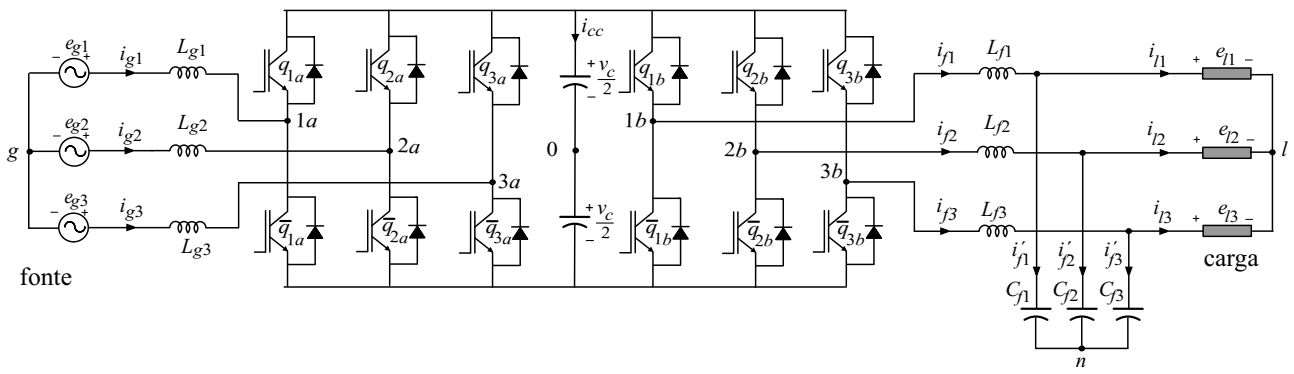 e_g1 i_g1 L_g1 q_1a q_2a q_3a i_cc + v_c/2 − q_1b q_2b q_3b i_f1 L_f1 i_l1 + e_l1 −
− +
1a 1b
e_g2 i_g2 L_g2 2a 0 2b i_f2 L_f2 i_l2 + e_l2 −
g − + l
3a 3b
e_g3 i_g3 L_g3 q̄_1a q̄_2a q̄_3a + v_c/2 − q̄_1b q̄_2b q̄_3b i_f3 L_f3 i_l3 + e_l3 −
− +
fonte i'_f1 i'_f2 i'_f3 carga
C_f1 C_f2 C_f3
n